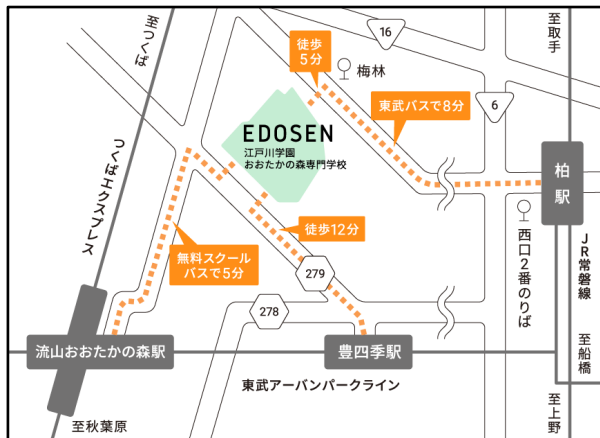 至つくば
徒歩
5分
16
梅林
至取手
東武バスで8分
6
EDOSEN
江戸川学園
おおたかの森専門学校
つくばエクスプレス
柏駅
徒歩12分
西口2番のりば
JR常磐線
無料スクール
バスで5分
279
278
至船橋
流山おおたかの森駅
豊四季駅
東武アーバンパークライン
至秋葉原
至上野